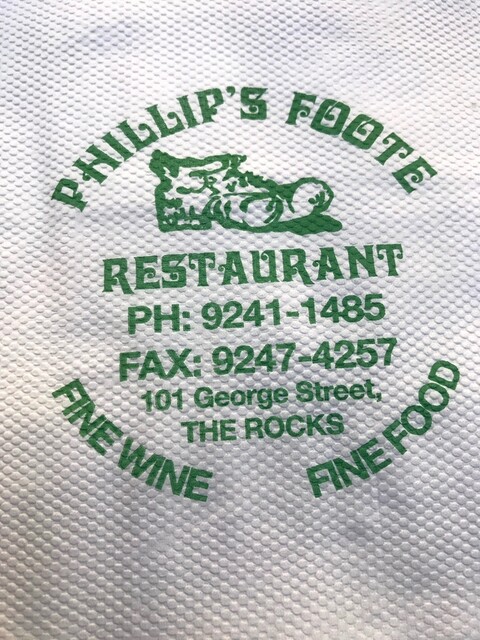 PHILLIP'S FOOTE
RESTAURANT
PH: 9241-1485
FAX: 9247-4257
101 George Street,
THE ROCKS
FINE WINE
FINE FOOD